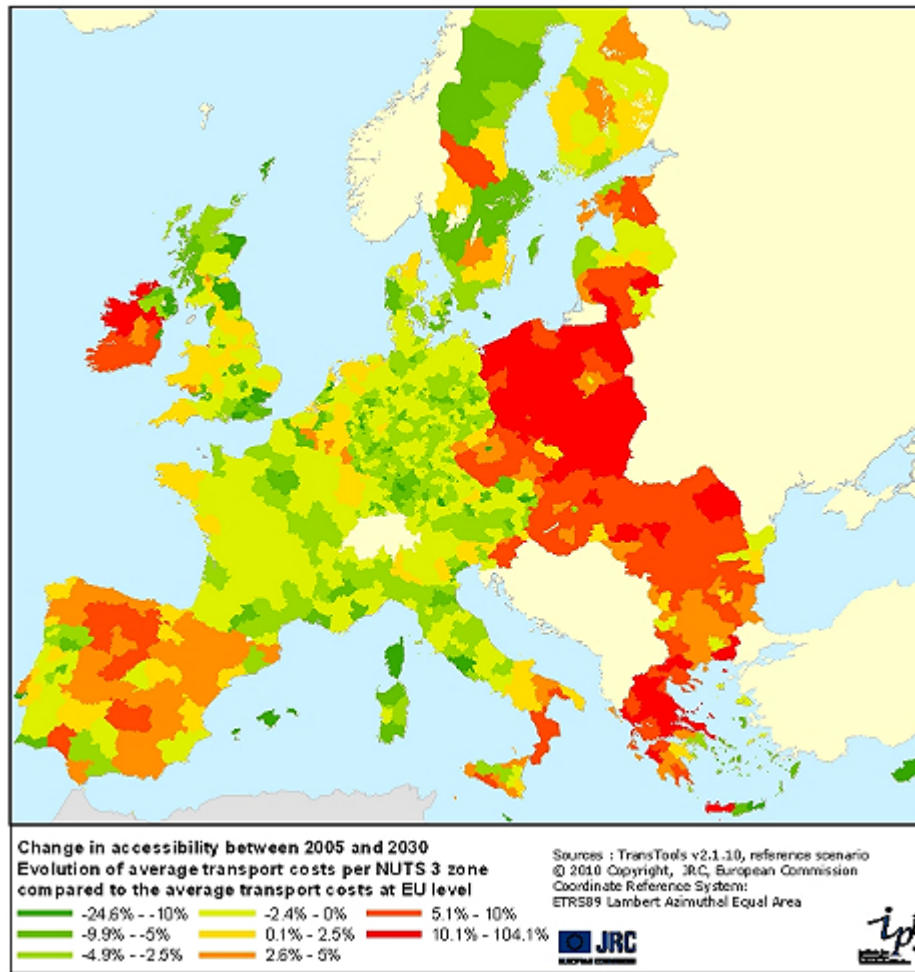 Change in accessibility between 2005 and 2030
Evolution of average transport costs per NUTS 3 zone
compared to the average transport costs at EU level
-24.6% - -10%
-9.9% - -5%
-4.9% - -2.5%
-2.4% - 0%
0.1% - 2.5%
2.6% - 5%
5.1% - 10%
10.1% - 104.1%
Sources : TransTools v2.1.10, reference scenario
© 2010 Copyright, JRC, European Commission
Coordinate Reference System:
ETRS89 Lambert Azimuthal Equal Area
JRC
EUROPEAN COMMISSION